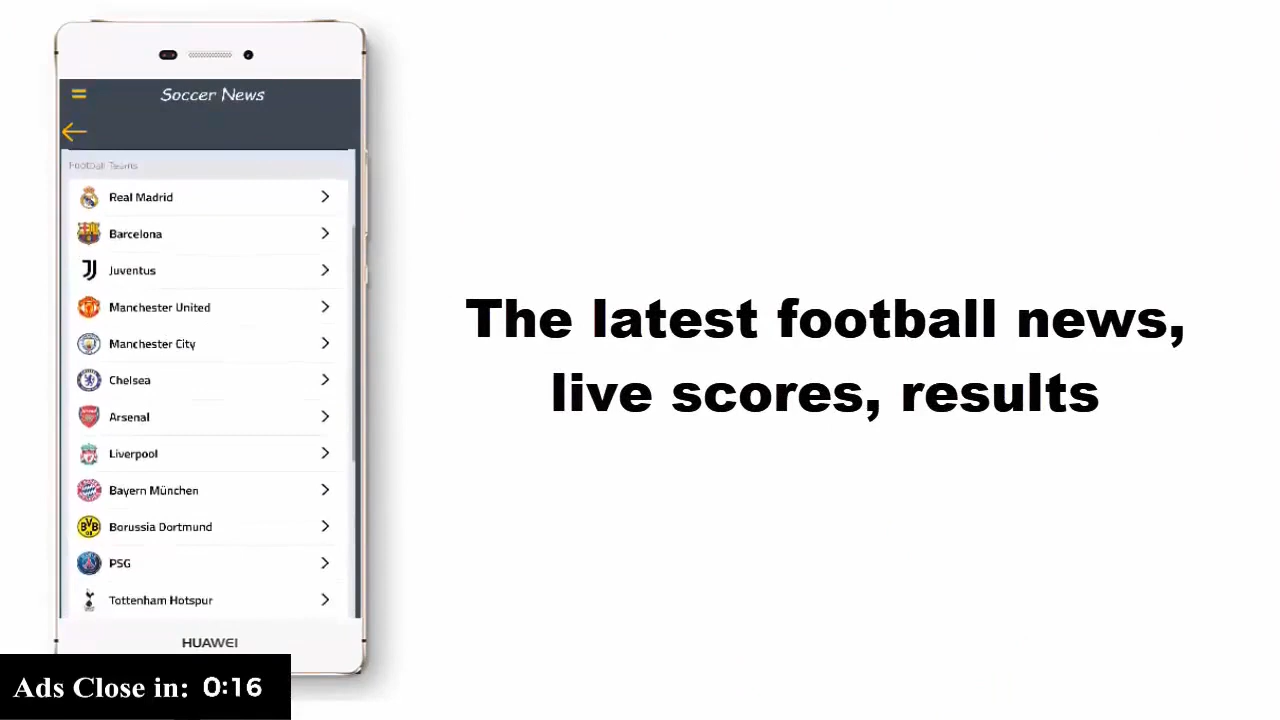 Soccer News
Football Teams
Real Madrid
Barcelona
Juventus
Manchester United
Manchester City
Chelsea
Arsenal
Liverpool
Bayern München
Borussia Dortmund
PSG
Tottenham Hotspur
HUAWEI
The latest football news,
live scores, results
Ads Close in: 0:16